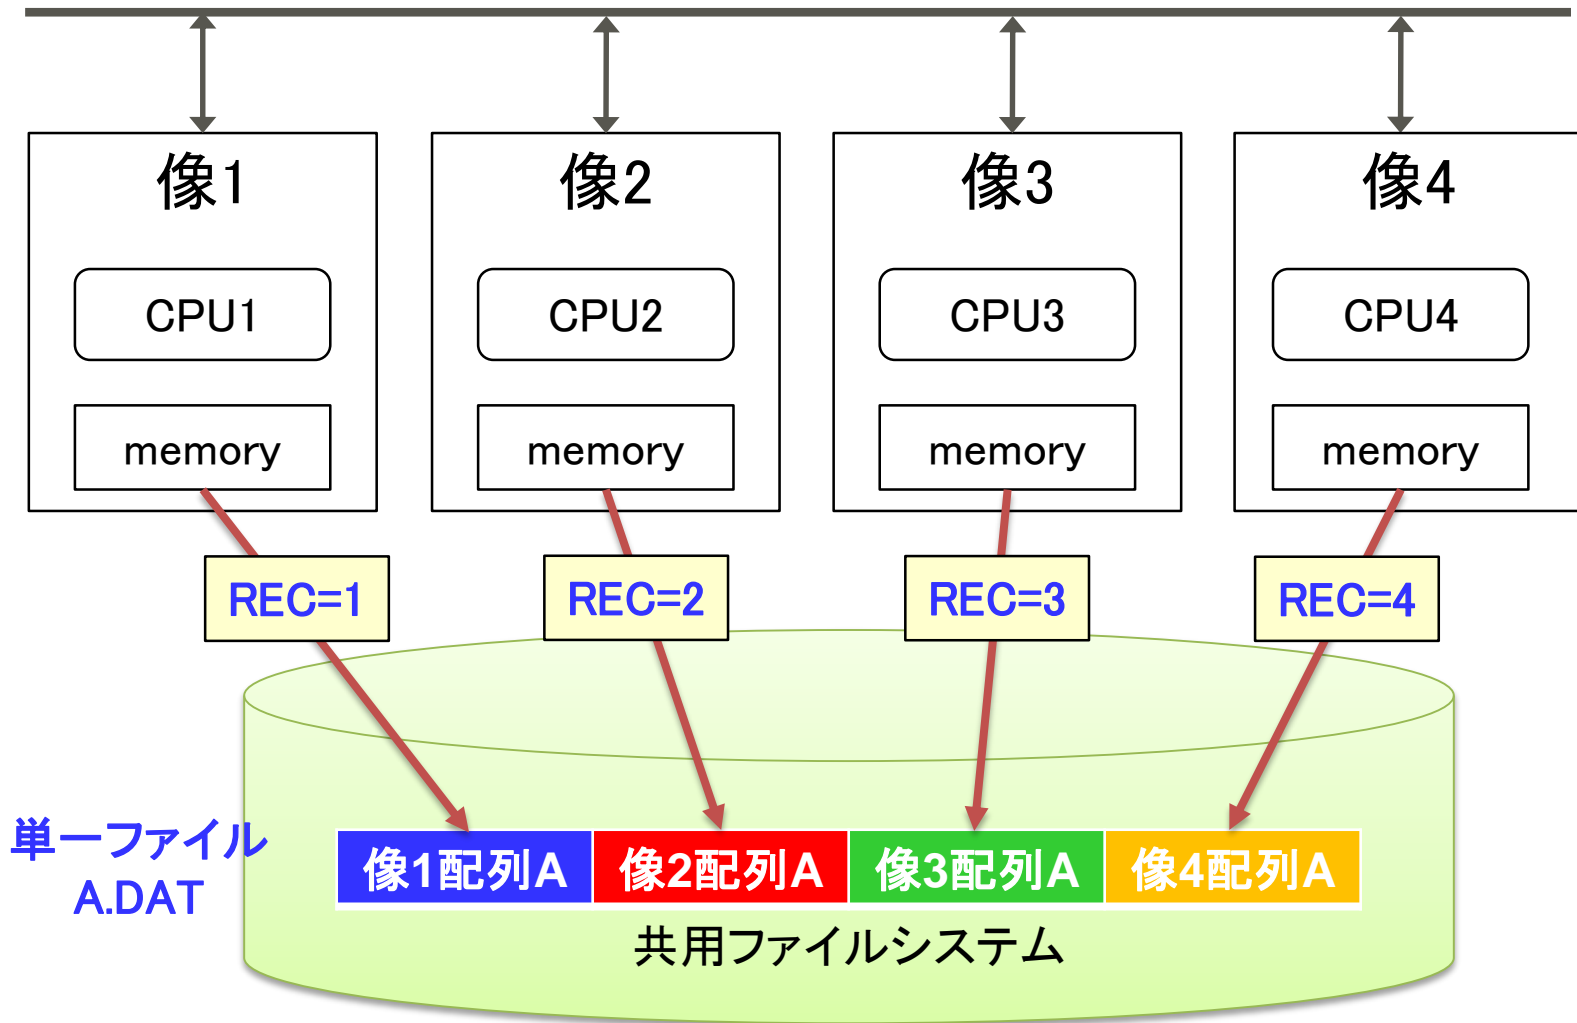 像1
像2
像3
像4
CPU1
CPU2
CPU3
CPU4
memory
memory
memory
memory
REC=1
REC=2
REC=3
REC=4
単一ファイル
A.DAT
像1配列A
像2配列A
像3配列A
像4配列A
共用ファイルシステム